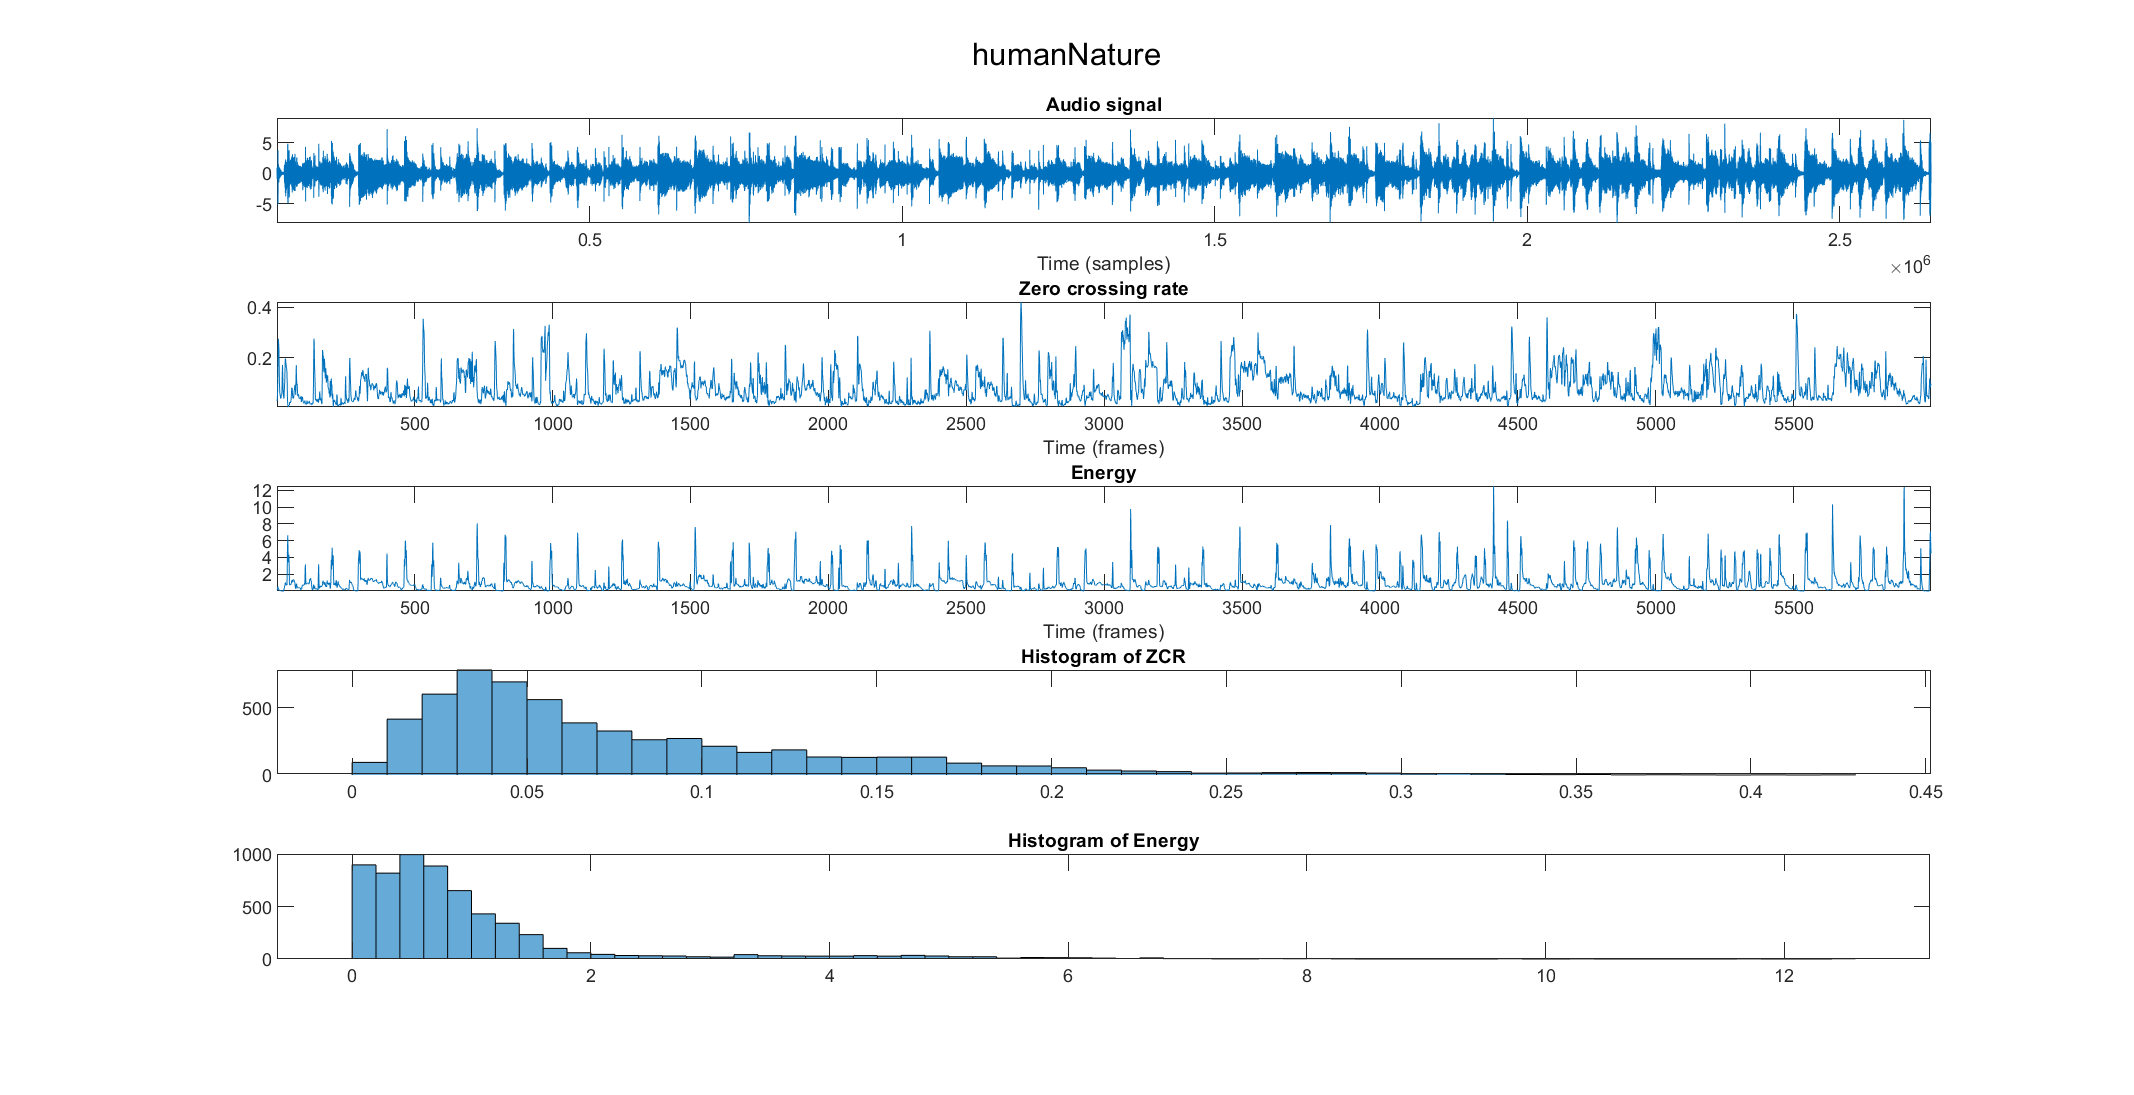 humanNature
Audio signal
5
0
-5
0.5 1 1.5 2 2.5
Time (samples)
×10^6
Zero crossing rate
0.4
0.2
500 1000 1500 2000 2500 3000 3500 4000 4500 5000 5500
Time (frames)
Energy
12
10
8
6
4
2
500 1000 1500 2000 2500 3000 3500 4000 4500 5000 5500
Time (frames)
Histogram of ZCR
500
0
0 0.05 0.1 0.15 0.2 0.25 0.3 0.35 0.4 0.45
Histogram of Energy
1000
500
0
0 2 4 6 8 10 12